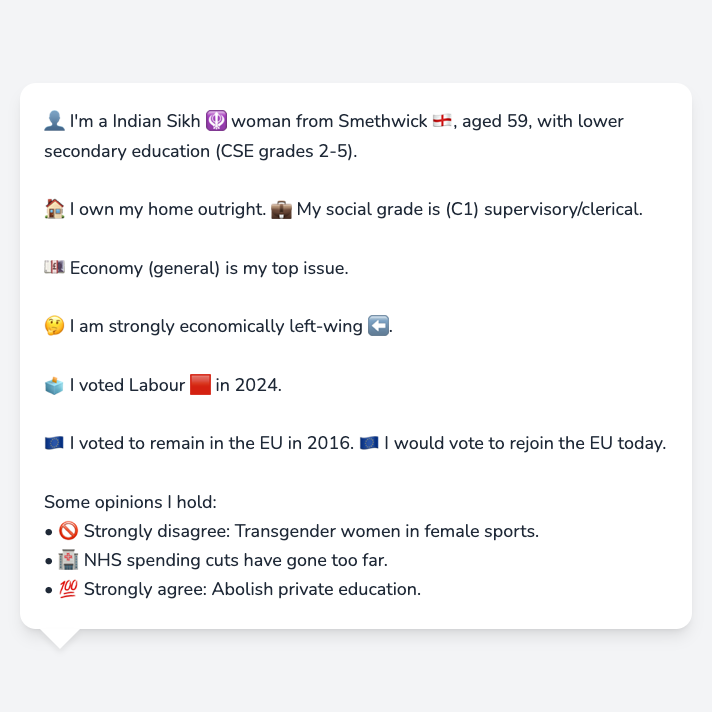 👤 I'm a Indian Sikh 🪯 woman from Smethwick 🏴󠁧󠁢󠁥󠁮󠁧󠁿, aged 59, with lower
secondary education (CSE grades 2-5).
🏠 I own my home outright. 💼 My social grade is (C1) supervisory/clerical.
💷 Economy (general) is my top issue.
🤔 I am strongly economically left-wing ⬅️.
🗳️ I voted Labour 🟥 in 2024.
🇪🇺 I voted to remain in the EU in 2016. 🇪🇺 I would vote to rejoin the EU today.
Some opinions I hold:
• 🚫 Strongly disagree: Transgender women in female sports.
• 🏥 NHS spending cuts have gone too far.
• 💯 Strongly agree: Abolish private education.